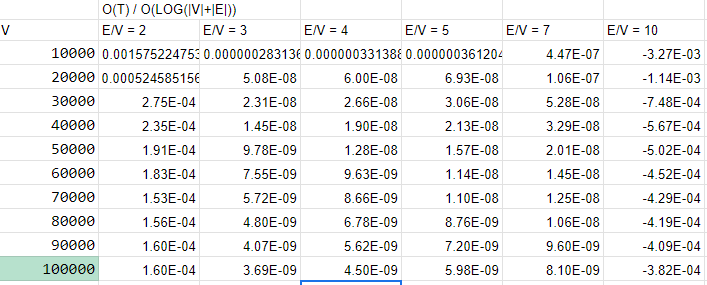 O(T) / O(LOG(|V|+|E|))
V E/V = 2 E/V = 3 E/V = 4 E/V = 5 E/V = 7 E/V = 10
10000 0.001575224753 0.000000283136 0.000000331388 0.000000361204 4.47E-07 -3.27E-03
20000 0.000524585156 5.08E-08 6.00E-08 6.93E-08 1.06E-07 -1.14E-03
30000 2.75E-04 2.31E-08 2.66E-08 3.06E-08 5.28E-08 -7.48E-04
40000 2.35E-04 1.45E-08 1.90E-08 2.13E-08 3.29E-08 -5.67E-04
50000 1.91E-04 9.78E-09 1.28E-08 1.57E-08 2.01E-08 -5.02E-04
60000 1.83E-04 7.55E-09 9.63E-09 1.14E-08 1.45E-08 -4.52E-04
70000 1.53E-04 5.72E-09 8.66E-09 1.10E-08 1.25E-08 -4.29E-04
80000 1.56E-04 4.80E-09 6.78E-09 8.76E-09 1.06E-08 -4.19E-04
90000 1.60E-04 4.07E-09 5.62E-09 7.20E-09 9.60E-09 -4.09E-04
100000 1.60E-04 3.69E-09 4.50E-09 5.98E-09 8.10E-09 -3.82E-04